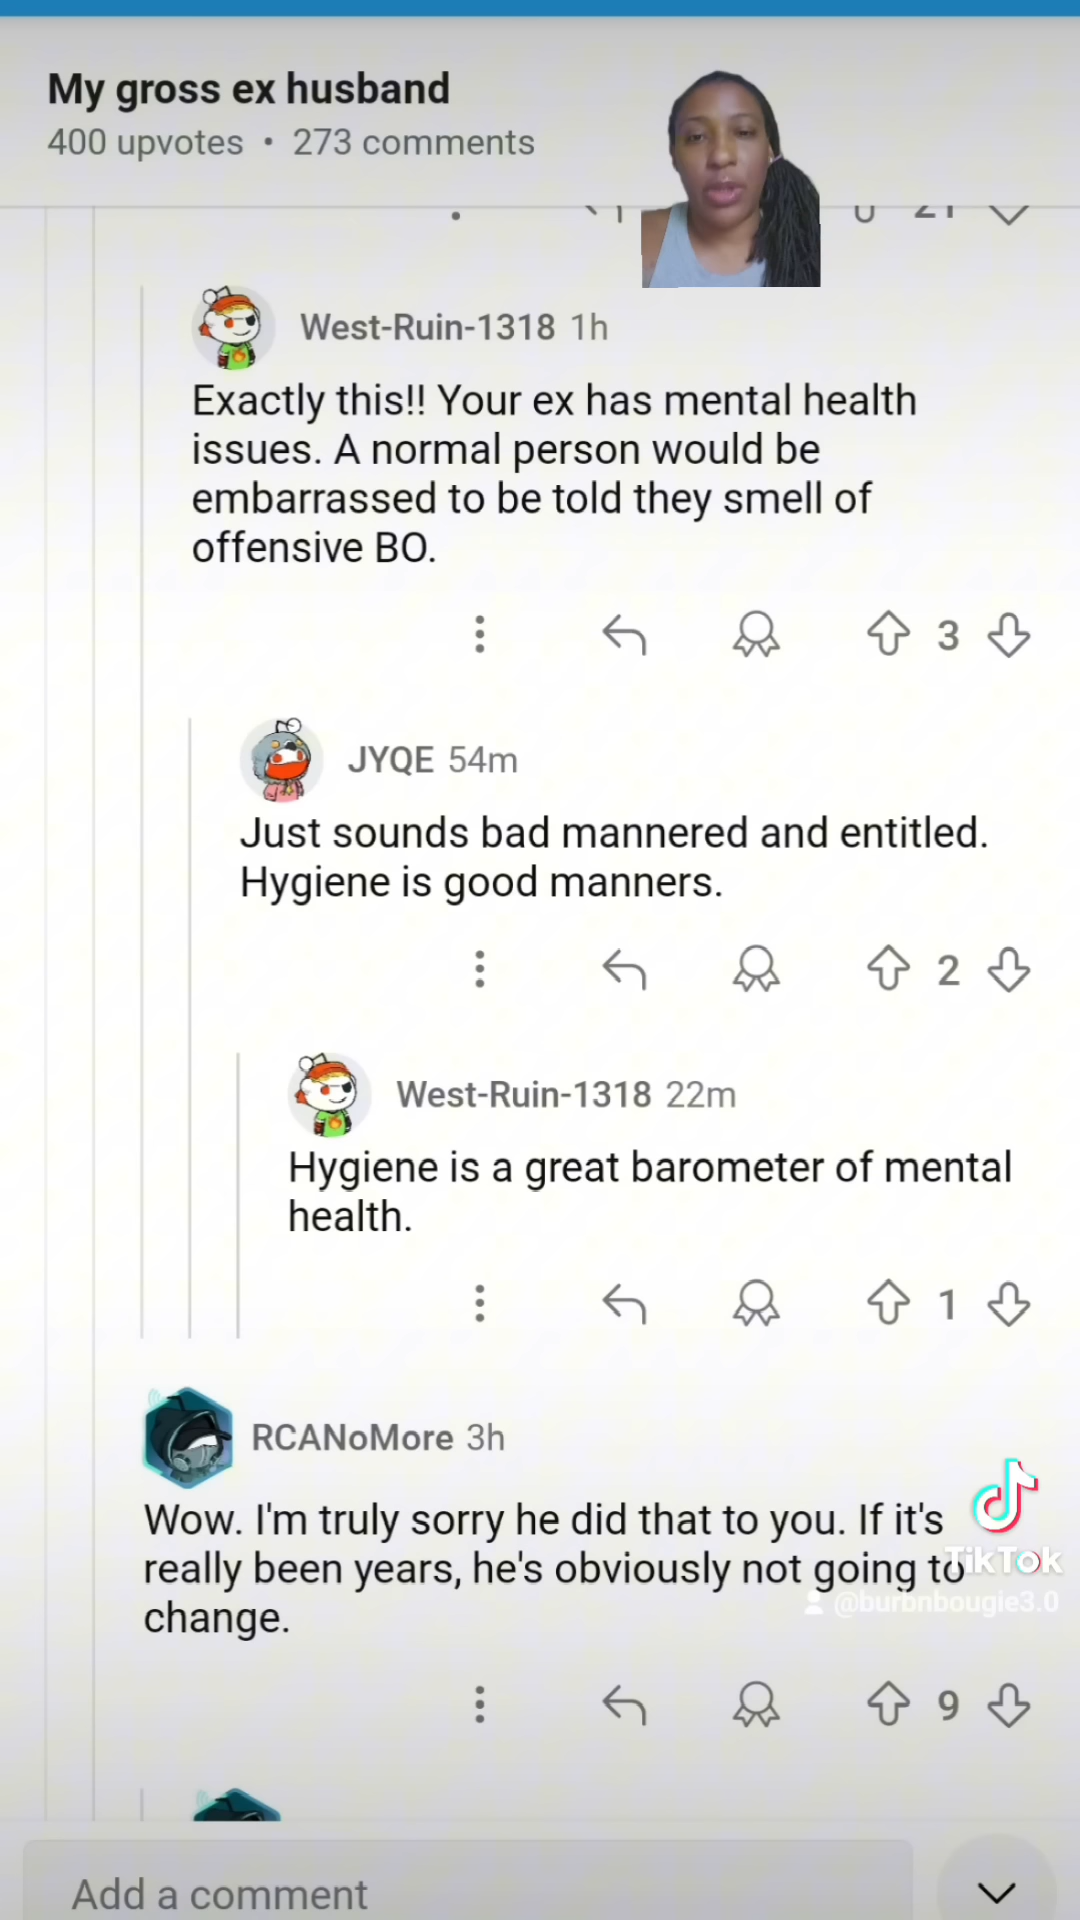 My gross ex husband
400 upvotes • 273 comments
West-Ruin-1318 1h
Exactly this!! Your ex has mental health
issues. A normal person would be
embarrassed to be told they smell of
offensive BO.
3
JYQE 54m
Just sounds bad mannered and entitled.
Hygiene is good manners.
2
West-Ruin-1318 22m
Hygiene is a great barometer of mental
health.
1
RCANoMore 3h
Wow. I'm truly sorry he did that to you. If it's
really been years, he's obviously not going to
change.
TikTok
@burbnbougie3.0
9
Add a comment